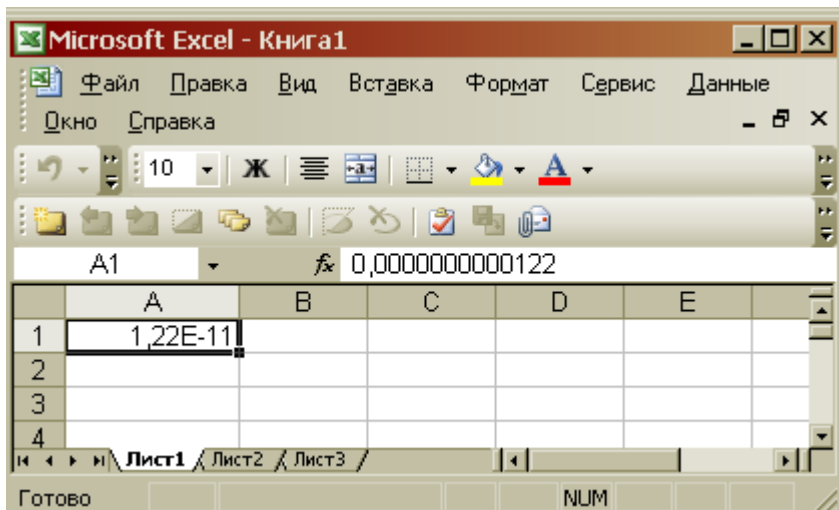 Microsoft Excel - Книга1
Файл Правка Вид Вставка Формат Сервис Данные
Окно Справка
10 Ж A
A1 fx 0,0000000000122
A B C D E
1 1,22E-11
2
3
4
Лист1 Лист2 Лист3
Готово NUM